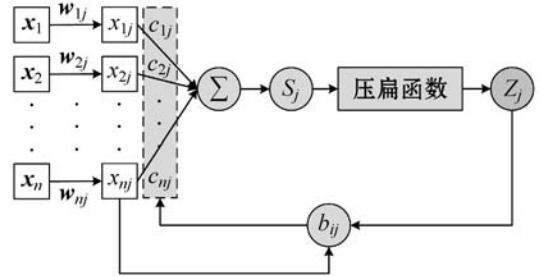 x₁ w₁ⱼ x₁ⱼ c₁ⱼ
x₂ w₂ⱼ x₂ⱼ c₂ⱼ
∑ Sⱼ 压扁函数 Zⱼ
xₙ wₙⱼ xₙⱼ cₙⱼ
bᵢⱼ